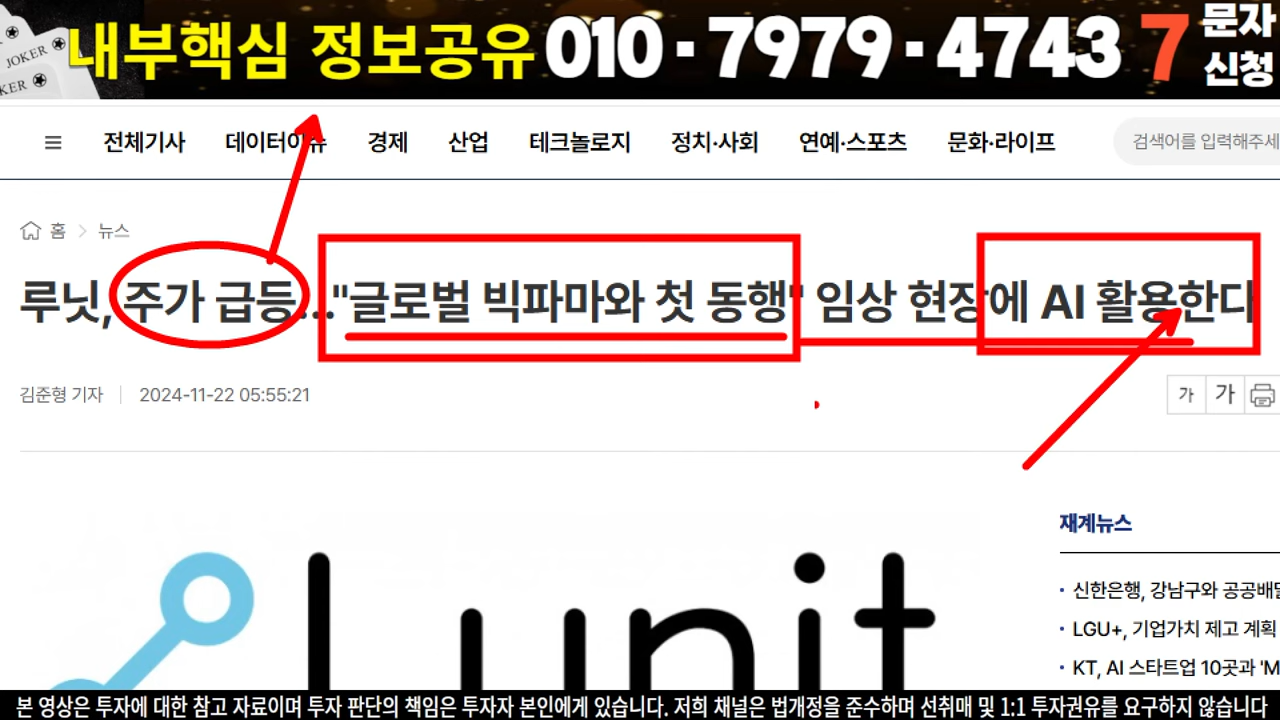 JOKER
KER
내부핵심 정보공유 010·7979·4743 7 문자
신청
전체기사 데이터이슈 경제 산업 테크놀로지 정치·사회 연예·스포츠 문화·라이프 검색어를 입력해주세
홈 > 뉴스
루닛, 주가 급등..."글로벌 빅파마와 첫 동행" 임상 현장에 AI 활용한다
김준형 기자 | 2024-11-22 05:55:21
가 가
Lunit
재계뉴스
· 신한은행, 강남구와 공공배달
· LGU+, 기업가치 제고 계획
· KT, AI 스타트업 10곳과 'M
본 영상은 투자에 대한 참고 자료이며 투자 판단의 책임은 투자자 본인에게 있습니다. 저희 채널은 법개정을 준수하며 선취매 및 1:1 투자권유를 요구하지 않습니다